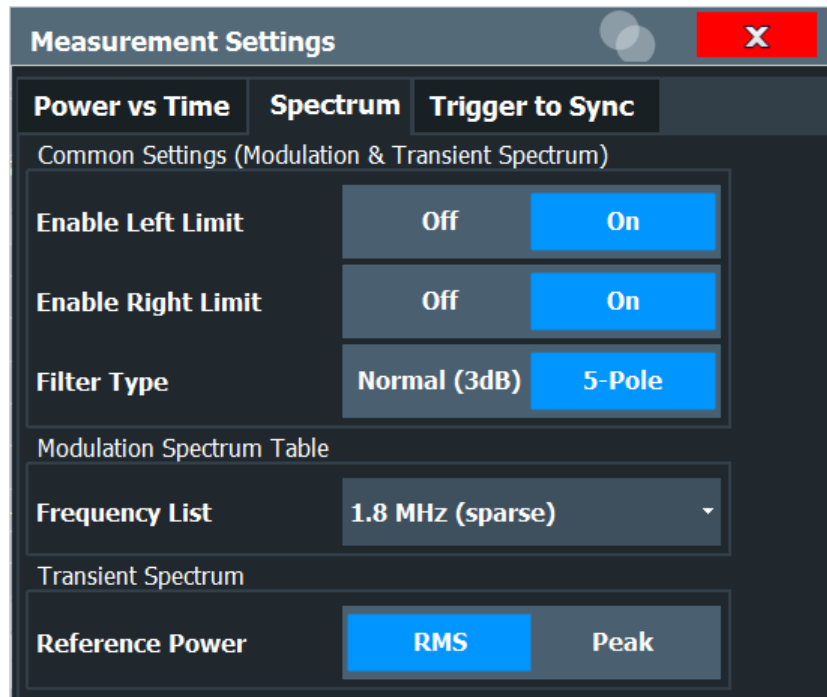 Measurement Settings X
Power vs Time Spectrum Trigger to Sync
Common Settings (Modulation & Transient Spectrum)
Enable Left Limit Off On
Enable Right Limit Off On
Filter Type Normal (3dB) 5-Pole
Modulation Spectrum Table
Frequency List 1.8 MHz (sparse)
Transient Spectrum
Reference Power RMS Peak